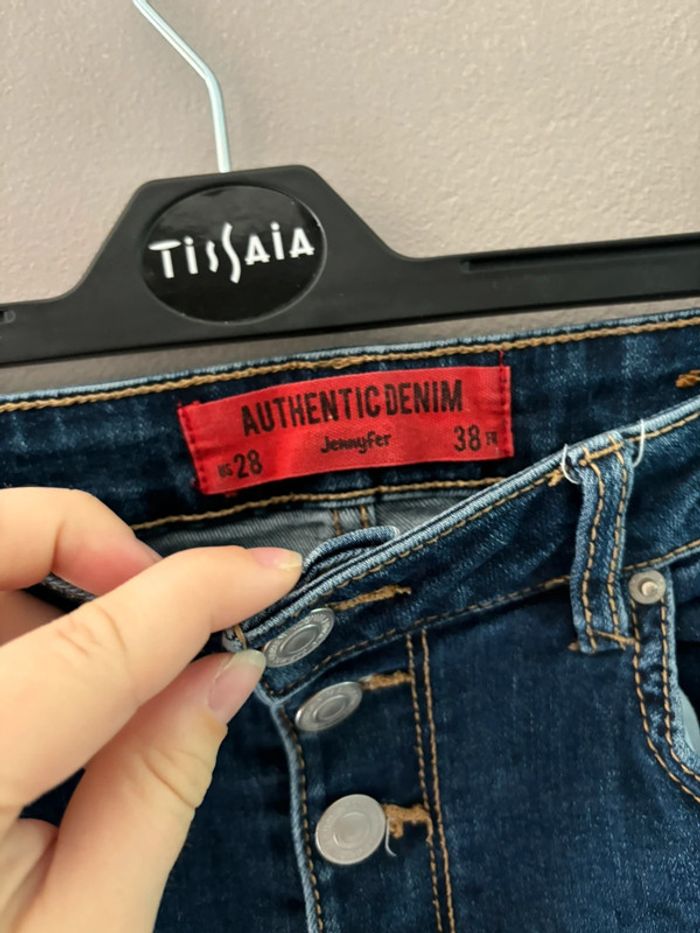 TISSAIA
AUTHENTIC DENIM
Jennyfer
US 28
38 FR